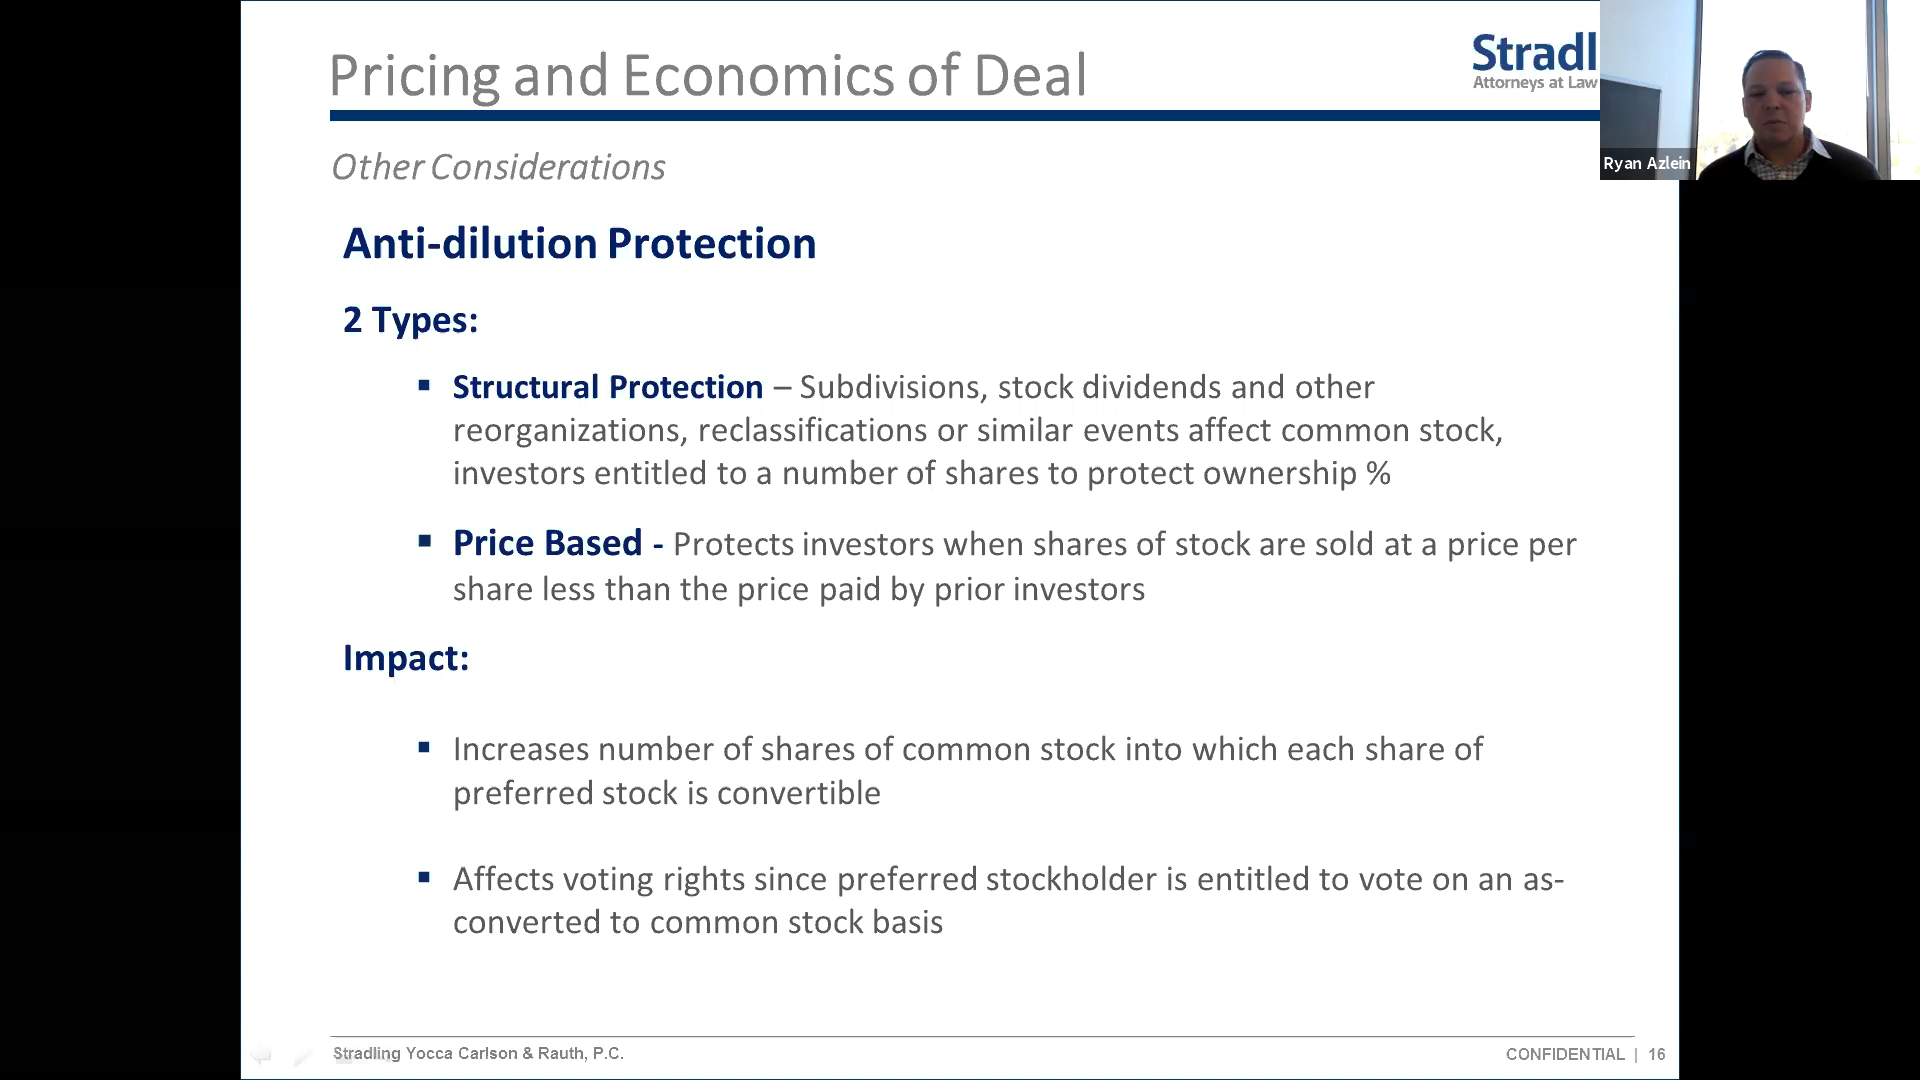 Pricing and Economics of Deal
Stradl
Attorneys at Law
Ryan Azlein
Other Considerations
Anti-dilution Protection
2 Types:
▪ Structural Protection – Subdivisions, stock dividends and other
reorganizations, reclassifications or similar events affect common stock,
investors entitled to a number of shares to protect ownership %
▪ Price Based - Protects investors when shares of stock are sold at a price per
share less than the price paid by prior investors
Impact:
▪ Increases number of shares of common stock into which each share of
preferred stock is convertible
▪ Affects voting rights since preferred stockholder is entitled to vote on an as-
converted to common stock basis
Stradling Yocca Carlson & Rauth, P.C.
CONFIDENTIAL | 16